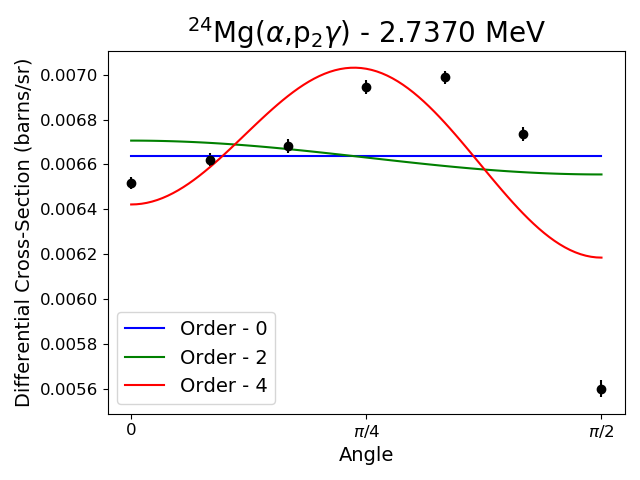 ²⁴Mg(α,p₂γ) - 2.7370 MeV
Differential Cross-Section (barns/sr)
0.0070
0.0068
0.0066
0.0064
0.0062
0.0060
0.0058
0.0056
Order - 0
Order - 2
Order - 4
0
π/4
π/2
Angle